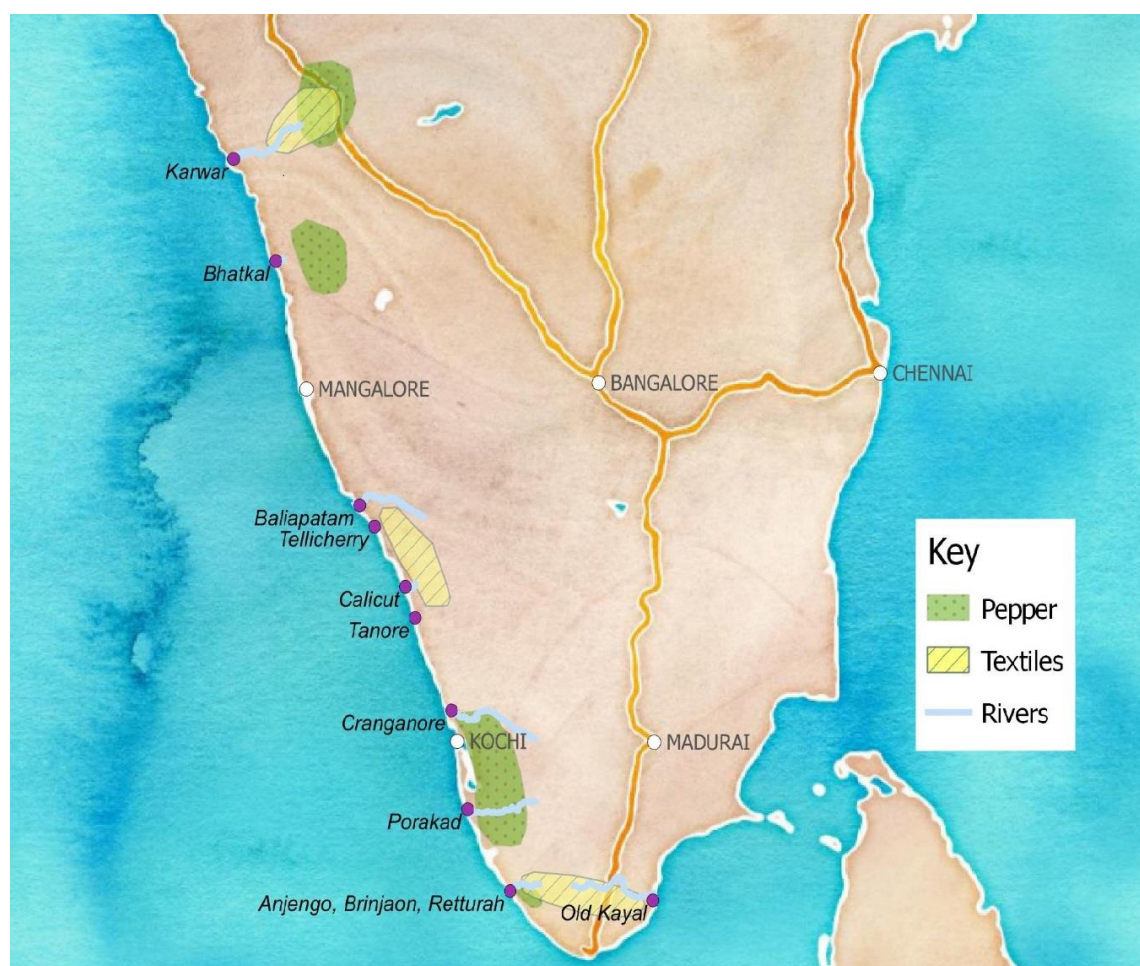 Karwar
Bhatkal
MANGALORE
BANGALORE
CHENNAI
Baliapatam
Tellicherry
Calicut
Tanore
Cranganore
KOCHI
MADURAI
Porakad
Anjengo, Brinjaon, Retturah
Old Kayal
Key
Pepper
Textiles
Rivers